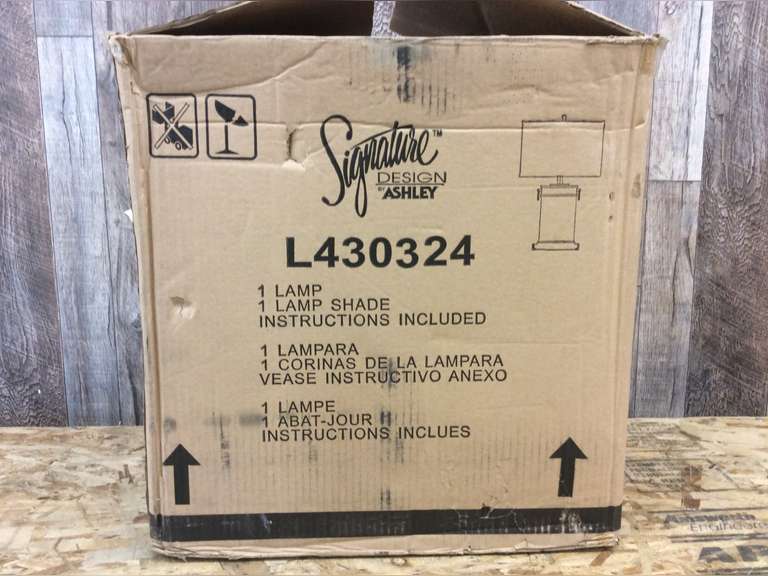 Signature™
DESIGN
BY ASHLEY
L430324
1 LAMP
1 LAMP SHADE
INSTRUCTIONS INCLUDED
1 LAMPARA
1 CORINAS DE LA LAMPARA
VEASE INSTRUCTIVO ANEXO
1 LAMPE
1 ABAT-JOUR
INSTRUCTIONS INCLUES